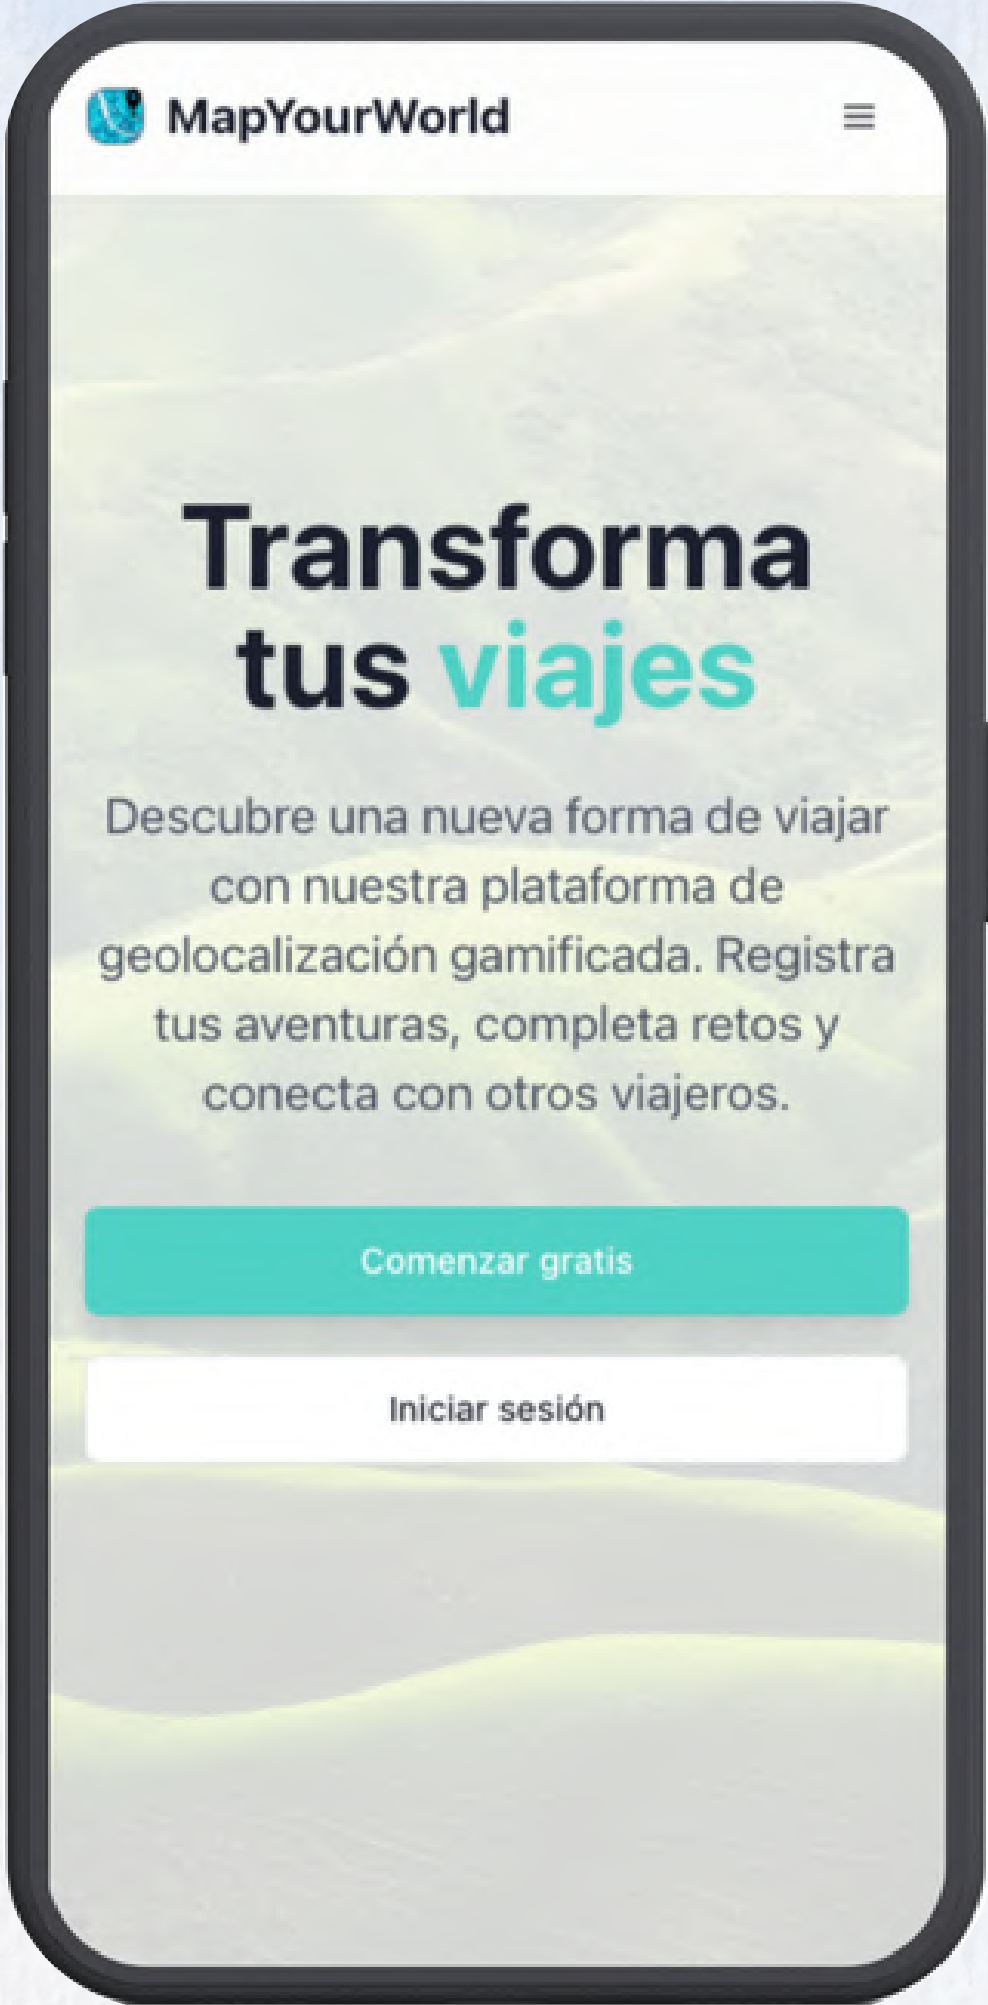 MapYourWorld
Transforma
tus viajes
Descubre una nueva forma de viajar
con nuestra plataforma de
geolocalización gamificada. Registra
tus aventuras, completa retos y
conecta con otros viajeros.
Comenzar gratis
Iniciar sesión